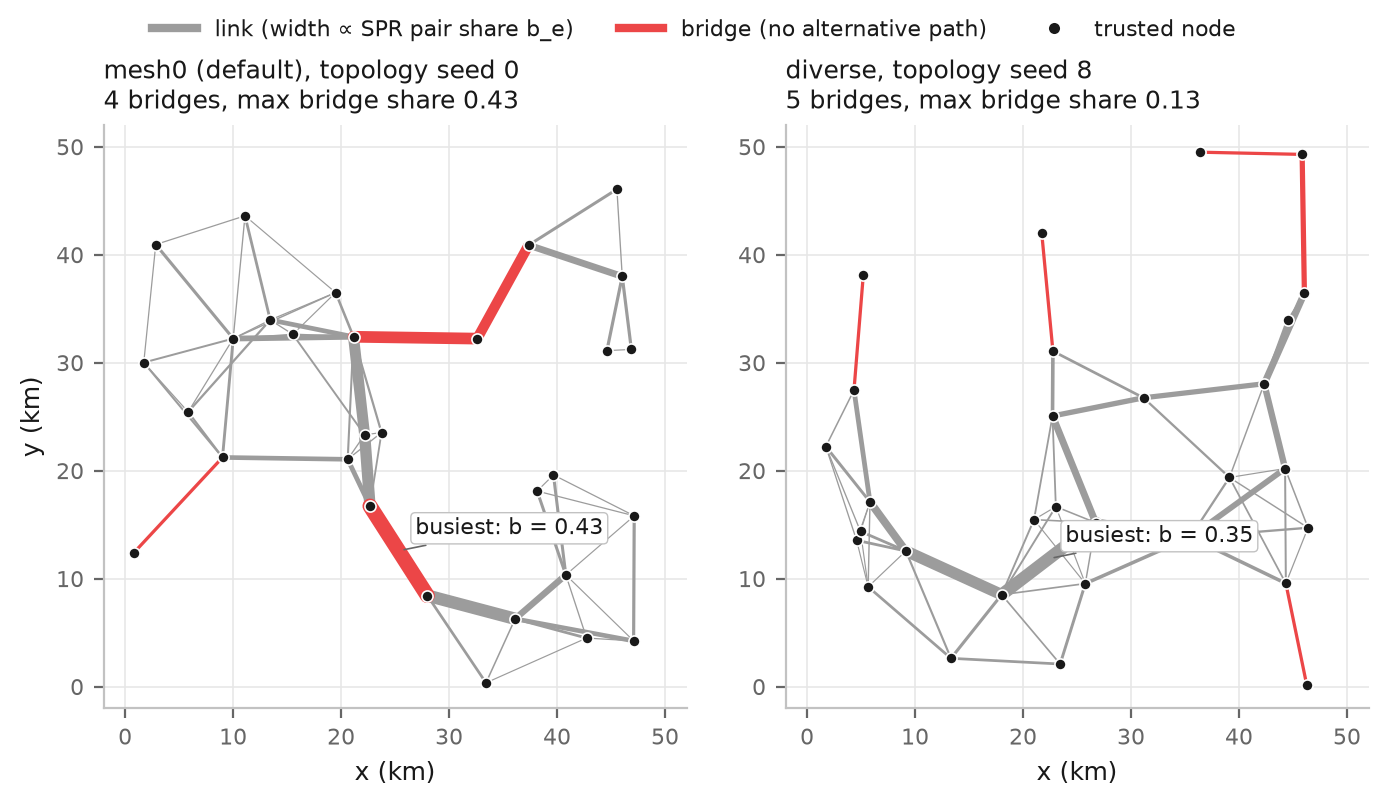 link (width ∝ SPR pair share b_e) bridge (no alternative path) trusted node
mesh0 (default), topology seed 0
4 bridges, max bridge share 0.43
50
40
30
20
10
0
y (km)
busiest: b = 0.43
0 10 20 30 40 50
x (km)
diverse, topology seed 8
5 bridges, max bridge share 0.13
50
40
30
20
10
0
busiest: b = 0.35
0 10 20 30 40 50
x (km)